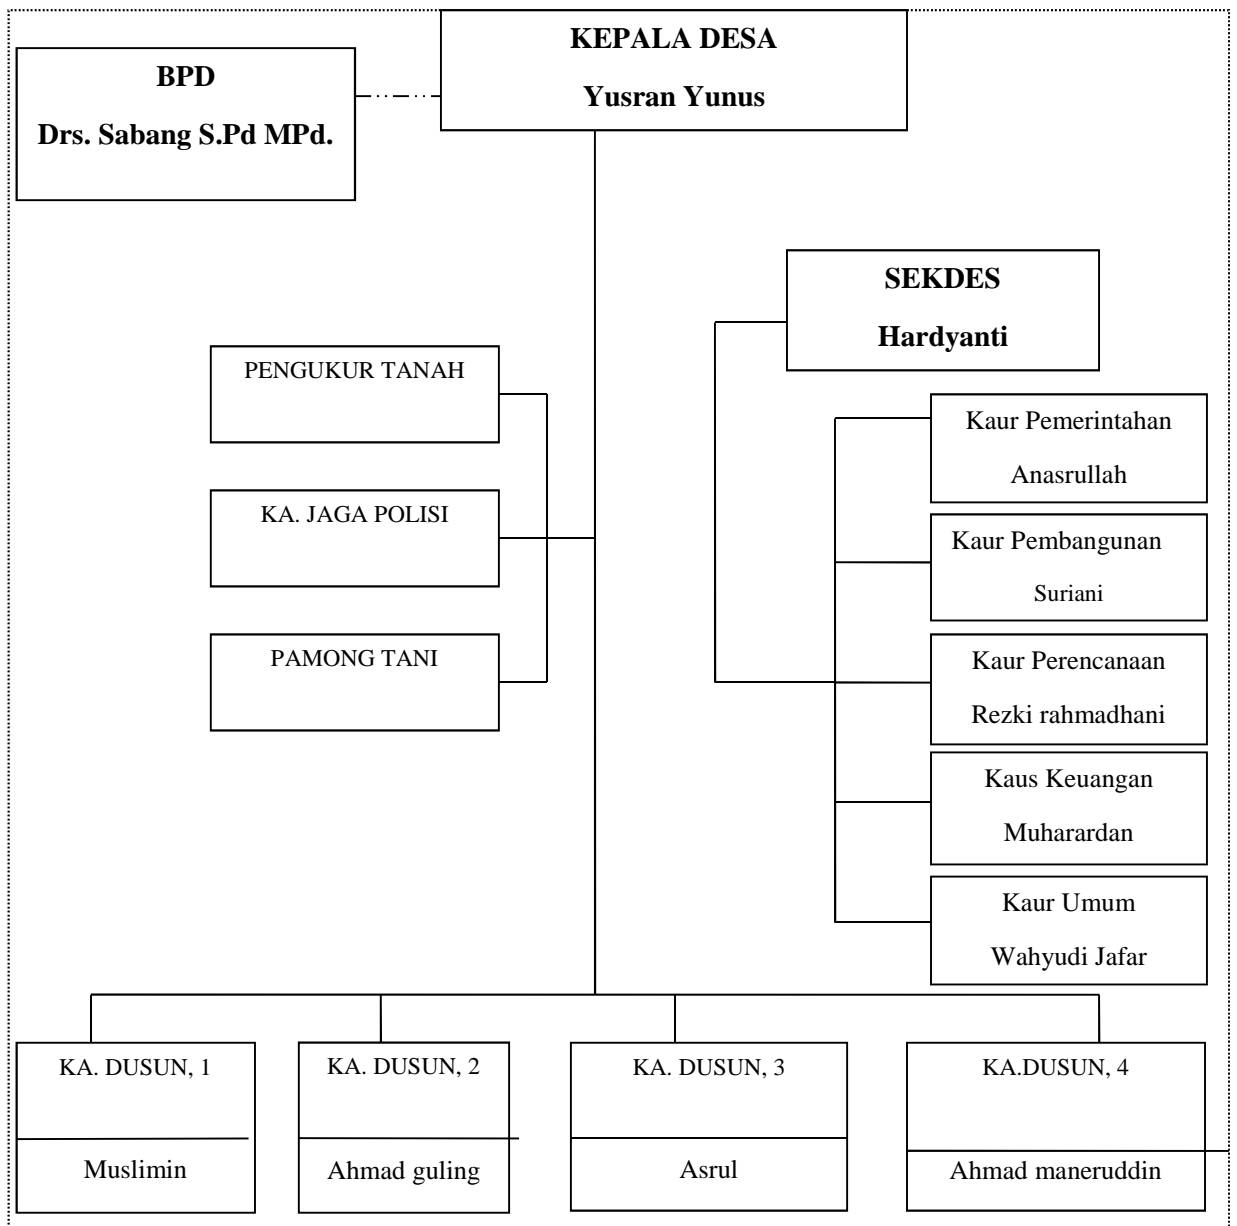 KEPALA DESA
Yusran Yunus
BPD
Drs. Sabang S.Pd MPd.
SEKDES
Hardyanti
PENGUKUR TANAH
KA. JAGA POLISI
PAMONG TANI
Kaur Pemerintahan
Anasrullah
Kaur Pembangunan
Suriani
Kaur Perencanaan
Rezki rahmadhani
Kaus Keuangan
Muharardan
Kaur Umum
Wahyudi Jafar
KA. DUSUN, 1
Muslimin
KA. DUSUN, 2
Ahmad guling
KA. DUSUN, 3
Asrul
KA.DUSUN, 4
Ahmad maneruddin